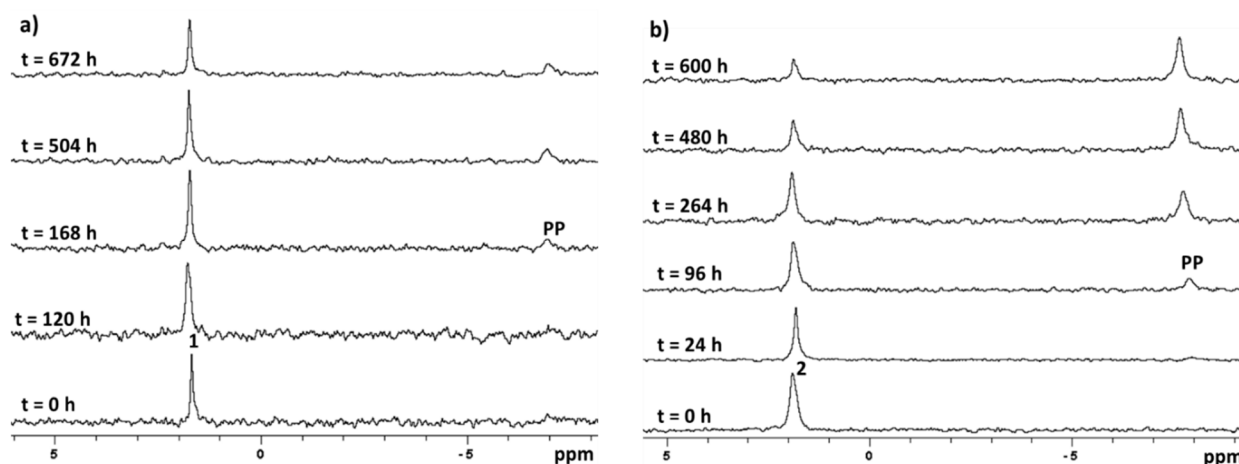 a)
t = 672 h
t = 504 h
t = 168 h
PP
t = 120 h
1
t = 0 h
5
0
-5
ppm
b)
t = 600 h
t = 480 h
t = 264 h
t = 96 h
PP
t = 24 h
2
t = 0 h
5
0
-5
ppm